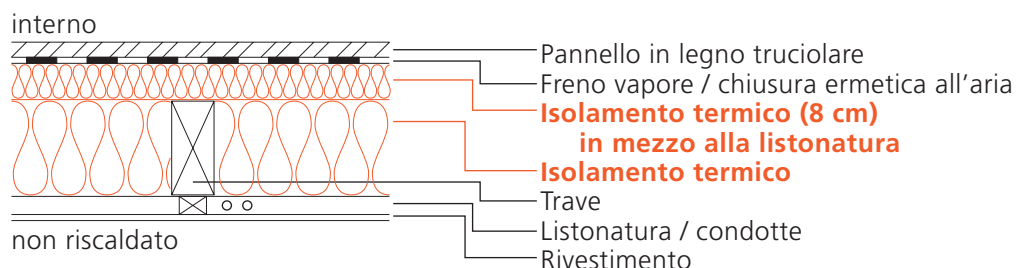 interno
Pannello in legno truciolare
Freno vapore / chiusura ermetica all'aria
Isolamento termico (8 cm)
in mezzo alla listonatura
Isolamento termico
Trave
Listonatura / condotte
Rivestimento
non riscaldato